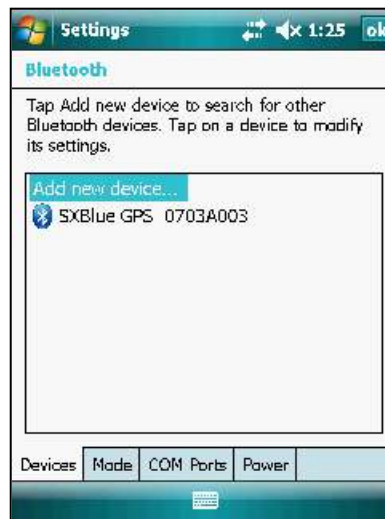 Settings 1:25 ok
Bluetooth
Tap Add new device to search for other
Bluetooth devices. Tap on a device to modify
its settings.
Add new device...
SXBlue GPS 0703A003
Devices Mode COM Ports Power